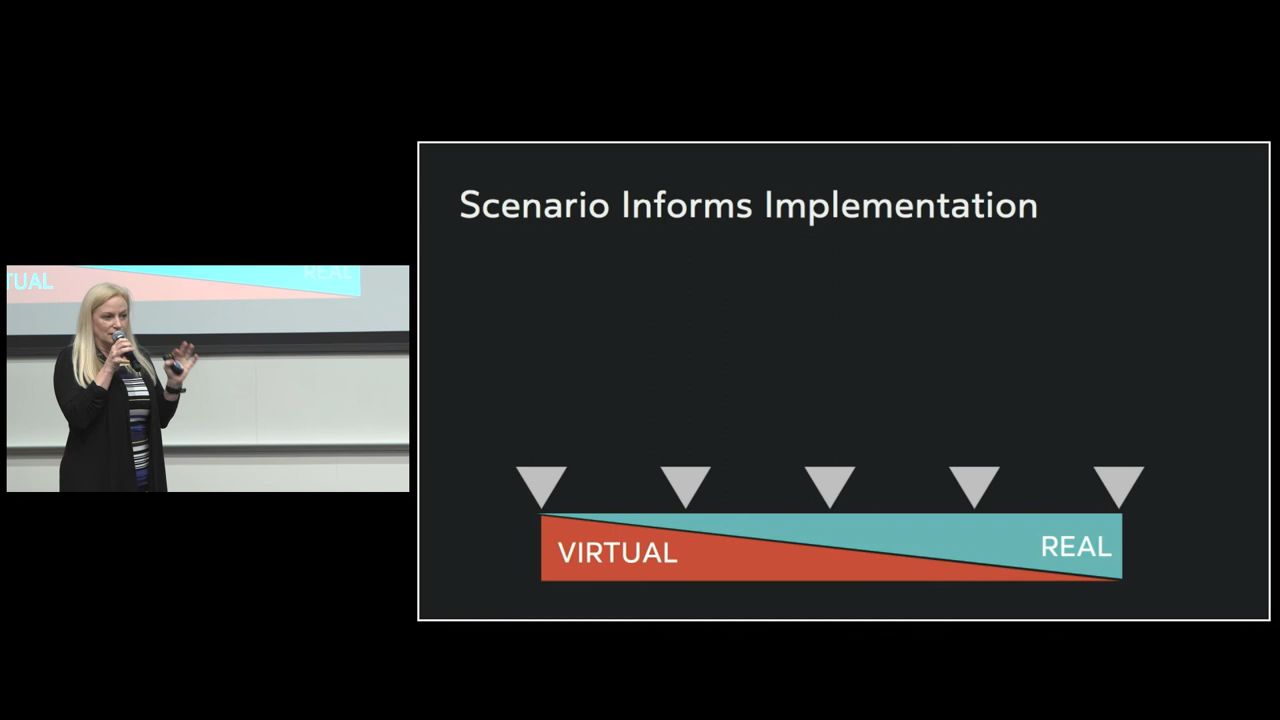 Scenario Informs Implementation
VIRTUAL
REAL
TUAL
REAL